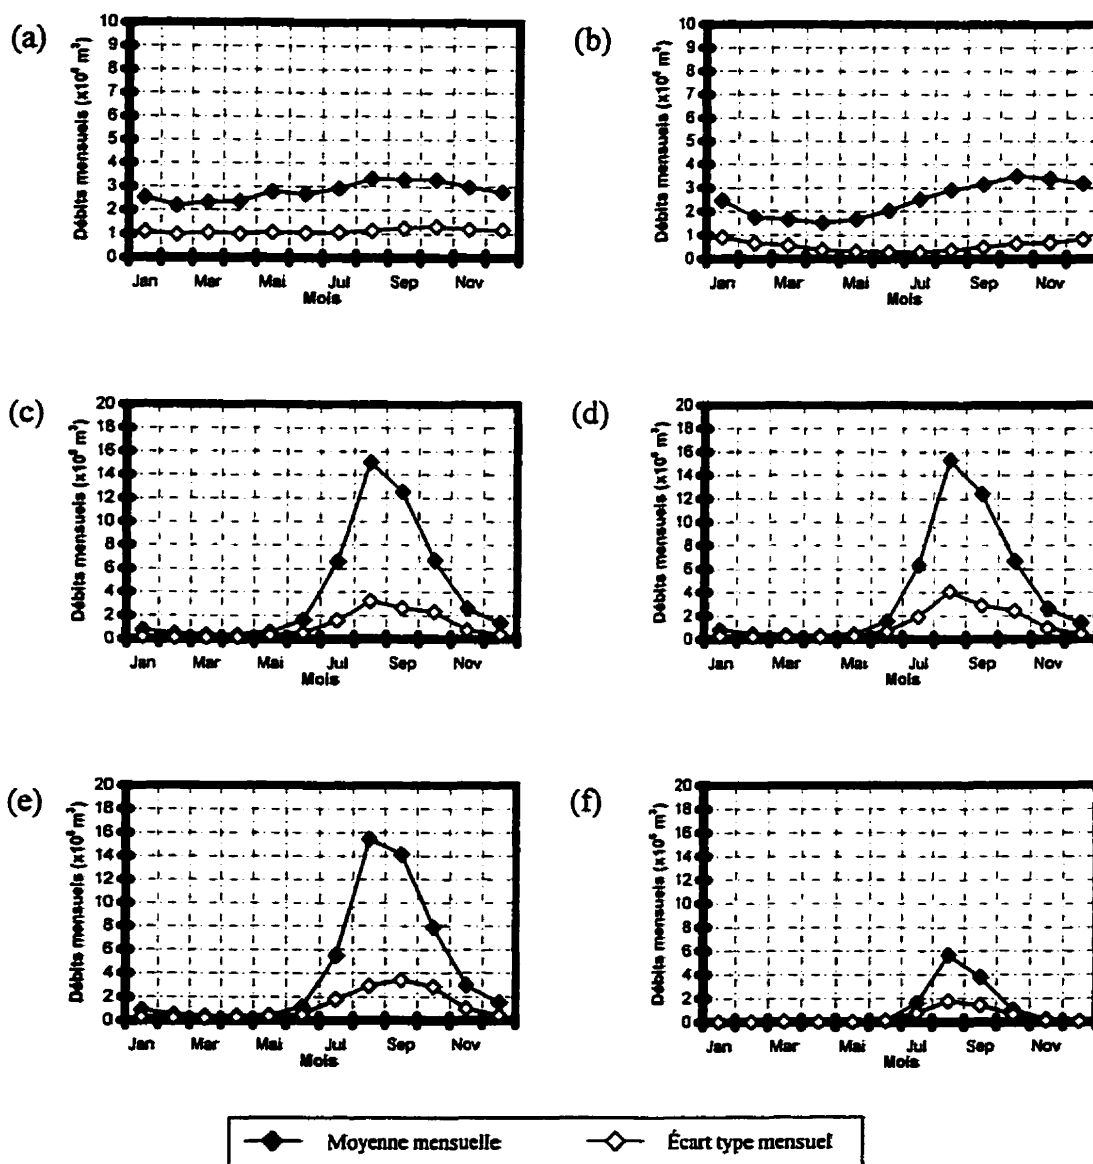 (a)
Débits mensuels (x10⁶ m³)
10
9
8
7
6
5
4
3
2
1
0
Jan Mar Mai Jul Sep Nov
Mois
(b)
Débits mensuels (x10⁶ m³)
10
9
8
7
6
5
4
3
2
1
0
Jan Mar Mai Jul Sep Nov
Mois
(c)
Débits mensuels (x10⁶ m³)
20
18
16
14
12
10
8
6
4
2
0
Jan Mar Mai Jul Sep Nov
Mois
(d)
Débits mensuels (x10⁶ m³)
20
18
16
14
12
10
8
6
4
2
0
Jan Mar Mai Jul Sep Nov
Mois
(e)
Débits mensuels (x10⁶ m³)
20
18
16
14
12
10
8
6
4
2
0
Jan Mar Mai Jul Sep Nov
Mois
(f)
Débits mensuels (x10⁶ m³)
20
18
16
14
12
10
8
6
4
2
0
Jan Mar Mai Jul Sep Nov
Mois
Moyenne mensuelle Écart type mensuel